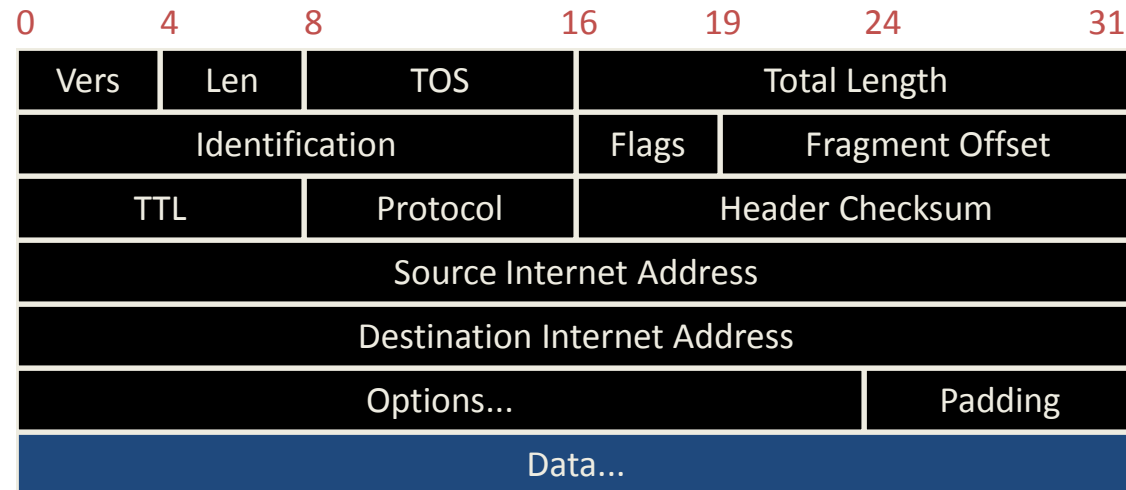 0 4 8 16 19 24 31
Vers Len TOS Total Length
Identification Flags Fragment Offset
TTL Protocol Header Checksum
Source Internet Address
Destination Internet Address
Options... Padding
Data...